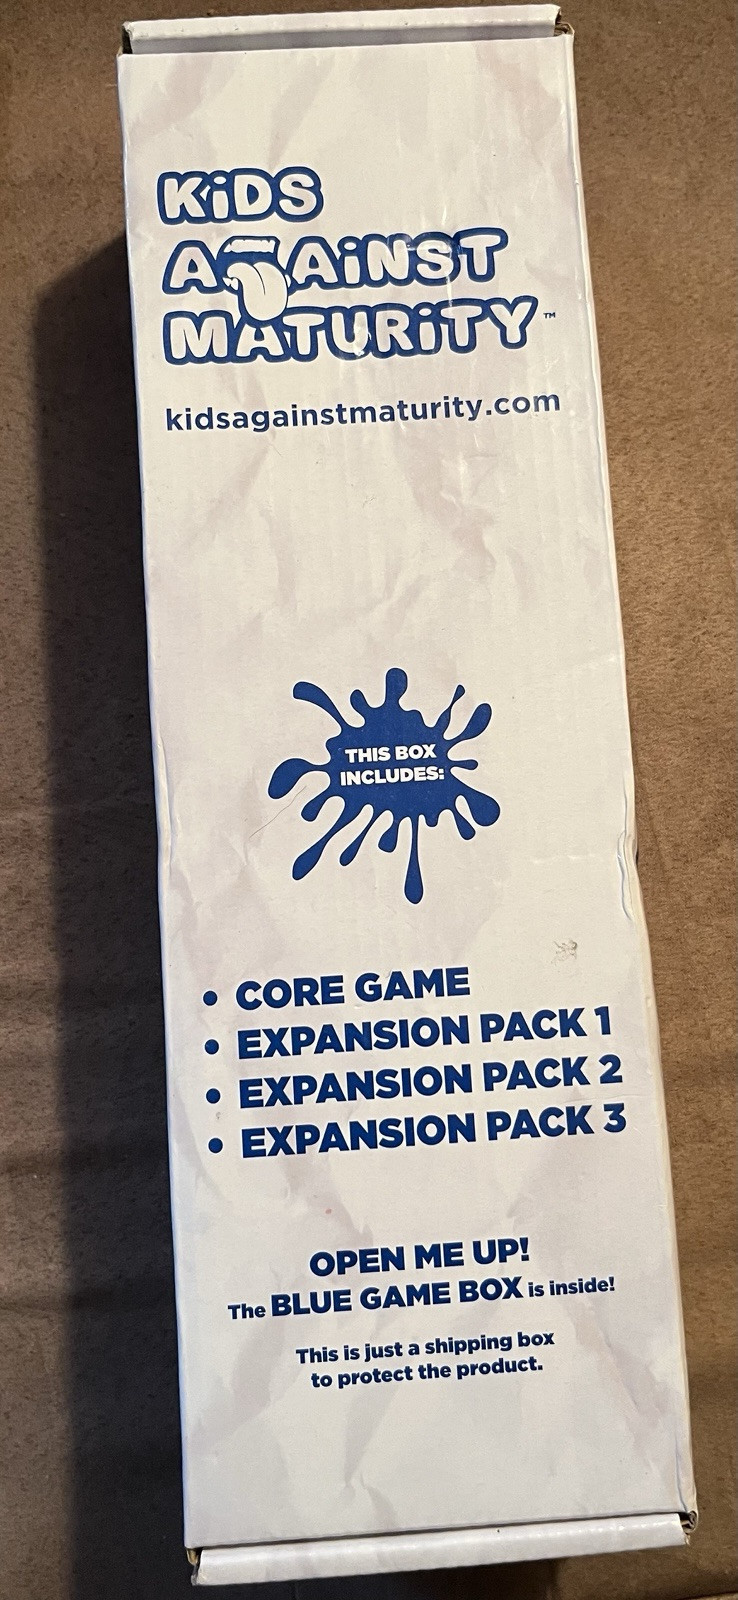 KiDS
AGAiNST
MATURiTY™
kidsagainstmaturity.com
THIS BOX
INCLUDES:
• CORE GAME
• EXPANSION PACK 1
• EXPANSION PACK 2
• EXPANSION PACK 3
OPEN ME UP!
The BLUE GAME BOX is inside!
This is just a shipping box
to protect the product.